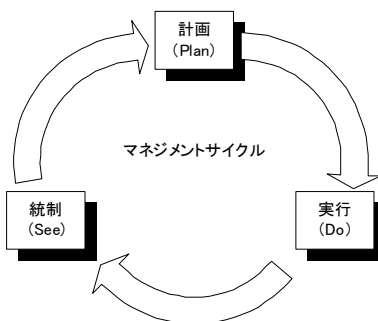 計画
(Plan)
マネジメントサイクル
統制
(See)
実行
(Do)